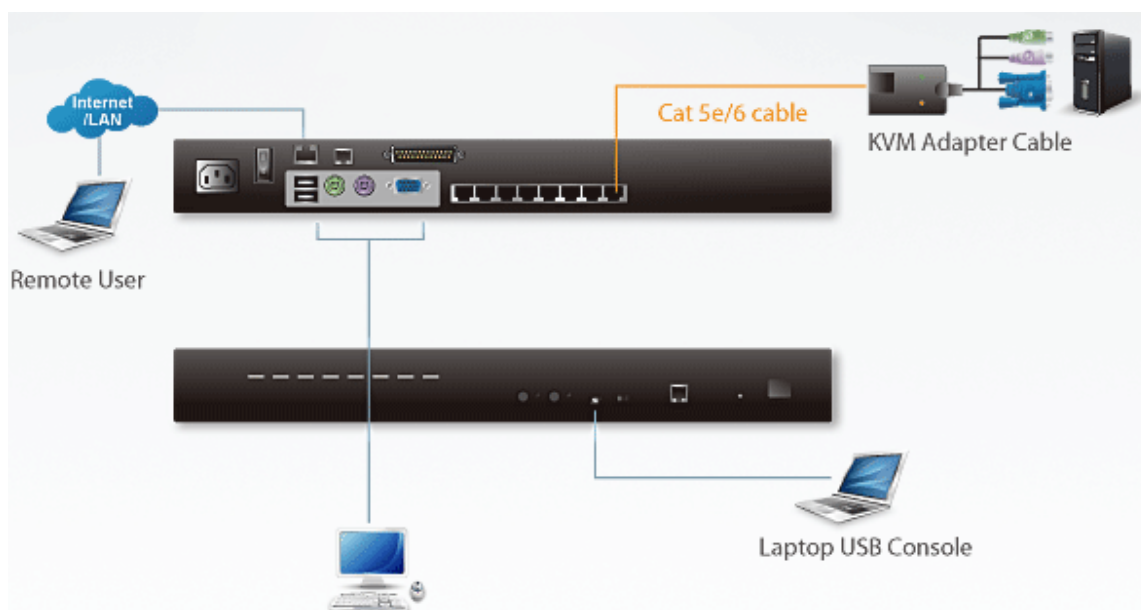 Internet
/LAN
Cat 5e/6 cable
KVM Adapter Cable
Remote User
Laptop USB Console